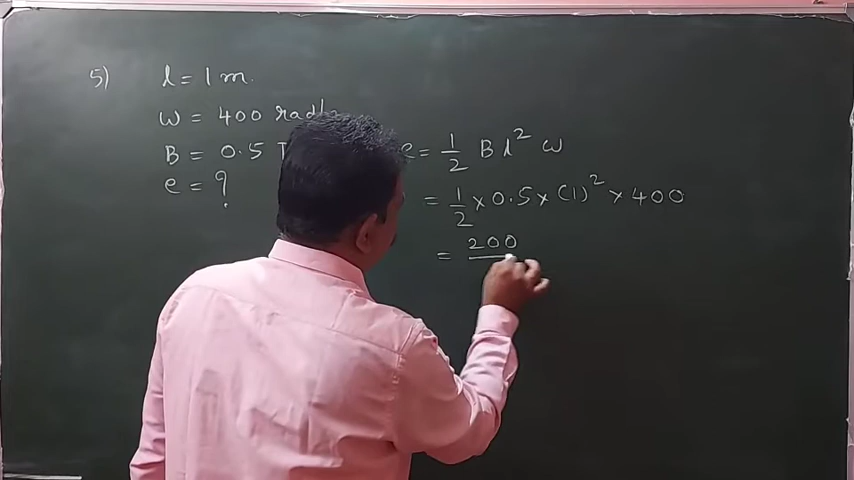 5) l = 1 m.
ω = 400 rad/s
B = 0.5 T
e = ?
e = 1/2 B l² ω
= 1/2 × 0.5 × (1)² × 400
= 200